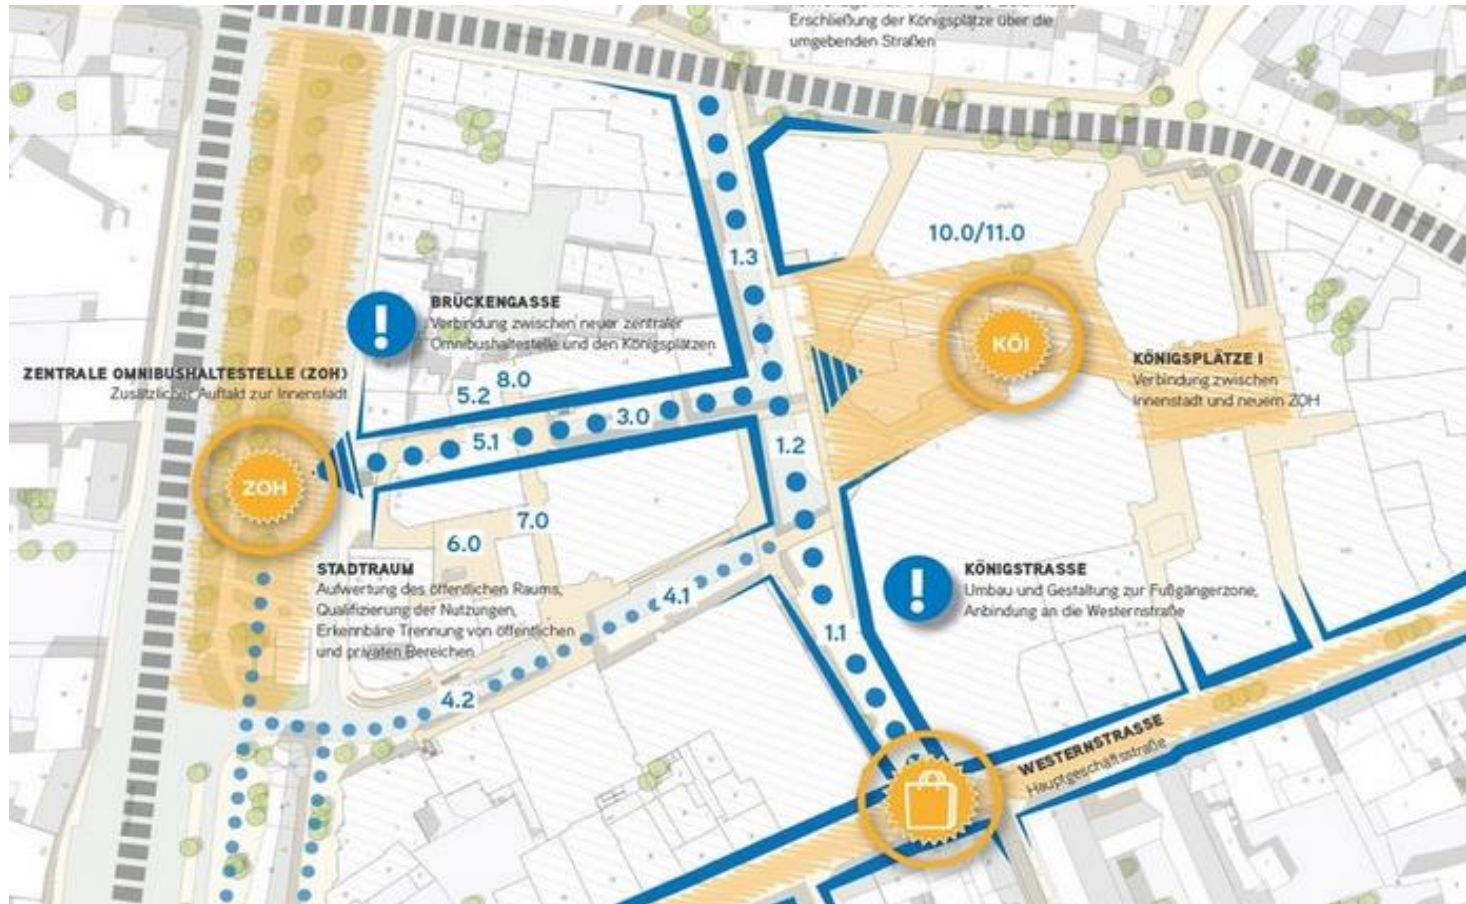 Erschließung der Königsplätze über die
umgebenden Straßen
10.0/11.0
1.3
BRÜCKENGASSE
Verbindung zwischen neuer zentraler
Omnibushaltestelle und den Königsplätzen
KÖI
KÖNIGSPLÄTZE I
Verbindung zwischen
Innenstadt und neuem ZOH
ZENTRALE OMNIBUSHALTESTELLE (ZOH)
Zusätzlicher Auftakt zur Innenstadt
8.0
5.2
3.0
5.1
1.2
ZOH
7.0
6.0
STADTRAUM
Aufwertung des öffentlichen Raums,
Qualifizierung der Nutzungen,
Erkennbare Trennung von öffentlichen
und privaten Bereichen
KÖNIGSTRASSE
Umbau und Gestaltung zur Fußgängerzone,
Anbindung an die Westernstraße
4.1
1.1
4.2
WESTERNSTRASSE
Hauptgeschäftsstraße